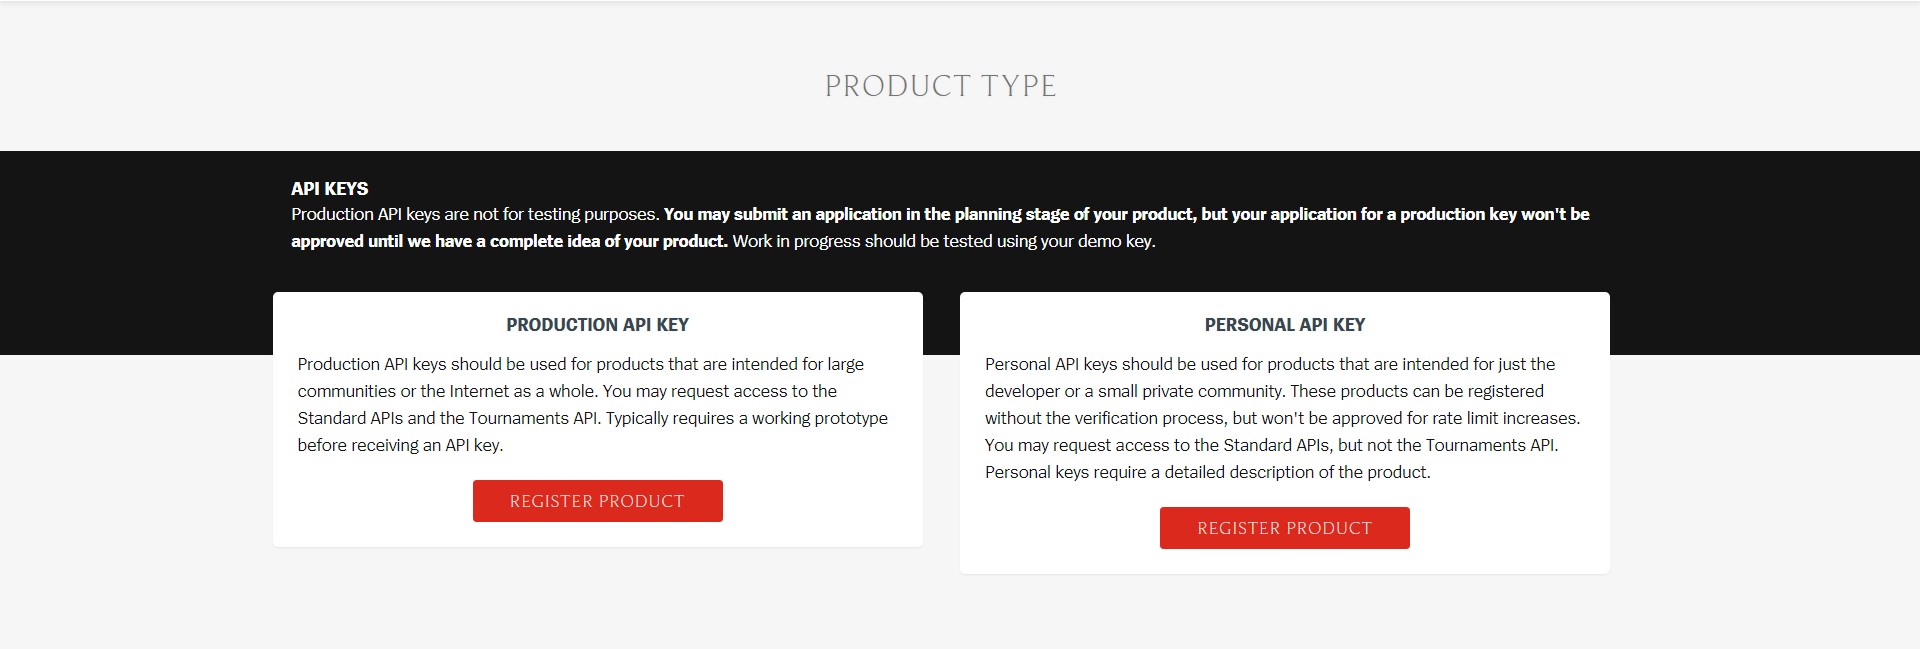 PRODUCT TYPE
API KEYS
Production API keys are not for testing purposes. You may submit an application in the planning stage of your product, but your application for a production key won't be
approved until we have a complete idea of your product. Work in progress should be tested using your demo key.
PRODUCTION API KEY
Production API keys should be used for products that are intended for large
communities or the Internet as a whole. You may request access to the
Standard APIs and the Tournaments API. Typically requires a working prototype
before receiving an API key.
REGISTER PRODUCT
PERSONAL API KEY
Personal API keys should be used for products that are intended for just the
developer or a small private community. These products can be registered
without the verification process, but won't be approved for rate limit increases.
You may request access to the Standard APIs, but not the Tournaments API.
Personal keys require a detailed description of the product.
REGISTER PRODUCT